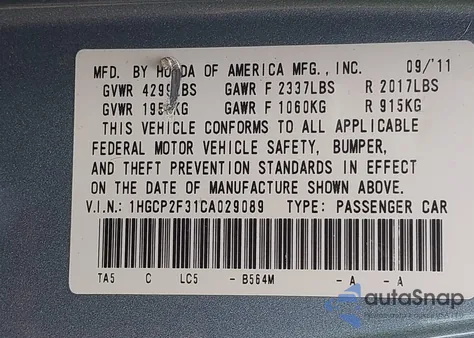 MFD. BY HONDA OF AMERICA MFG., INC. 09/'11
GVWR GAWR F 2337LBS R 2017LBS
GVWR GAWR F 1060KG R 915KG
THIS VEHICLE CONFORMS TO ALL APPLICABLE
FEDERAL MOTOR VEHICLE SAFETY, BUMPER,
AND THEFT PREVENTION STANDARDS IN EFFECT
ON THE DATE OF MANUFACTURE SHOWN ABOVE.
V.I.N.: 1HGCP2F31CA029089 TYPE: PASSENGER CAR
TA5 C LC5 - B564M - A - A
autoSnap